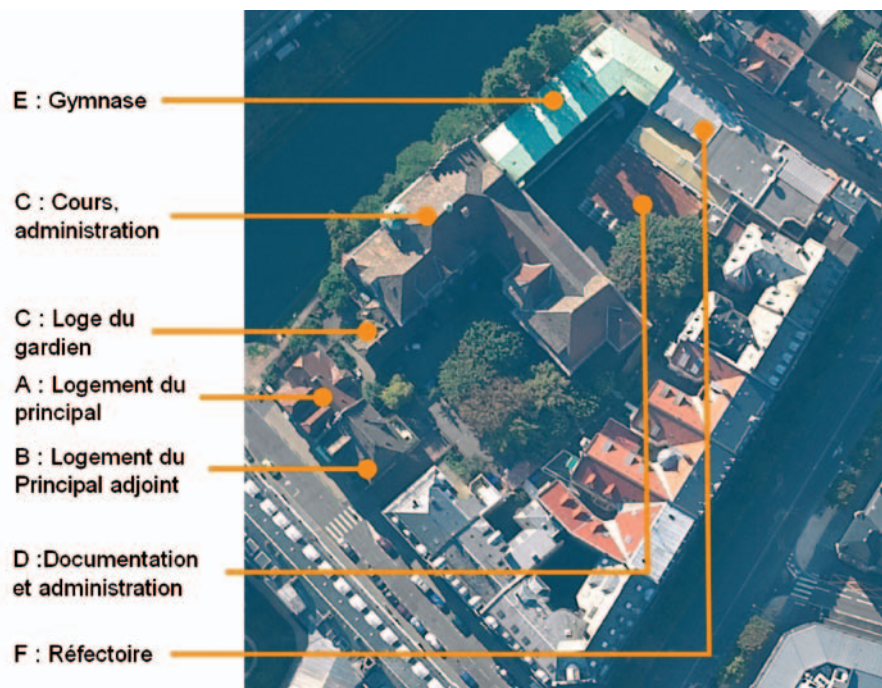 E : Gymnase
C : Cours,
administration
C : Loge du
gardien
A : Logement du
principal
B : Logement du
Principal adjoint
D :Documentation
et administration
F : Réfectoire